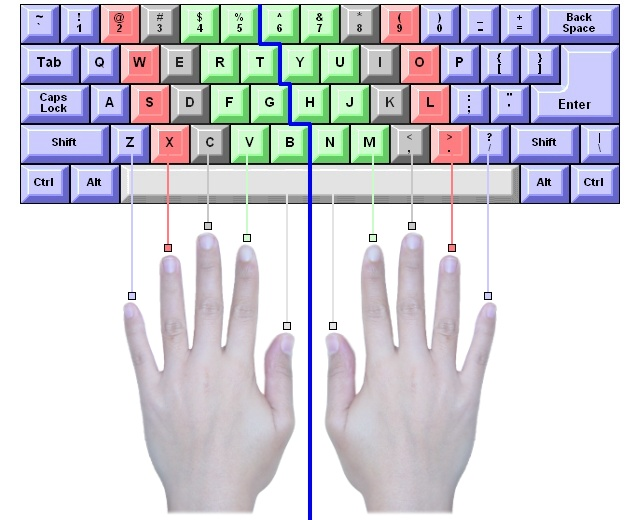 ~ ! @ # $ % ^ & * ( ) _ + Back
` 1 2 3 4 5 6 7 8 9 0 - = Space
Tab Q W E R T Y U I O P { }
[ ]
Caps A S D F G H J K L : "
Lock ; ' Enter
Shift Z X C V B N M < > ? Shift |
, . / \
Ctrl Alt Alt Ctrl